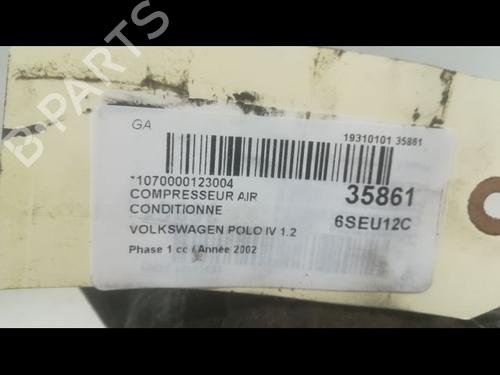 B-PARTS
GA
19310101 35861
*1070000123004
COMPRESSEUR AIR
CONDITIONNE
35861
6SEU12C
VOLKSWAGEN POLO IV 1.2
Phase 1 cc / Année 2002